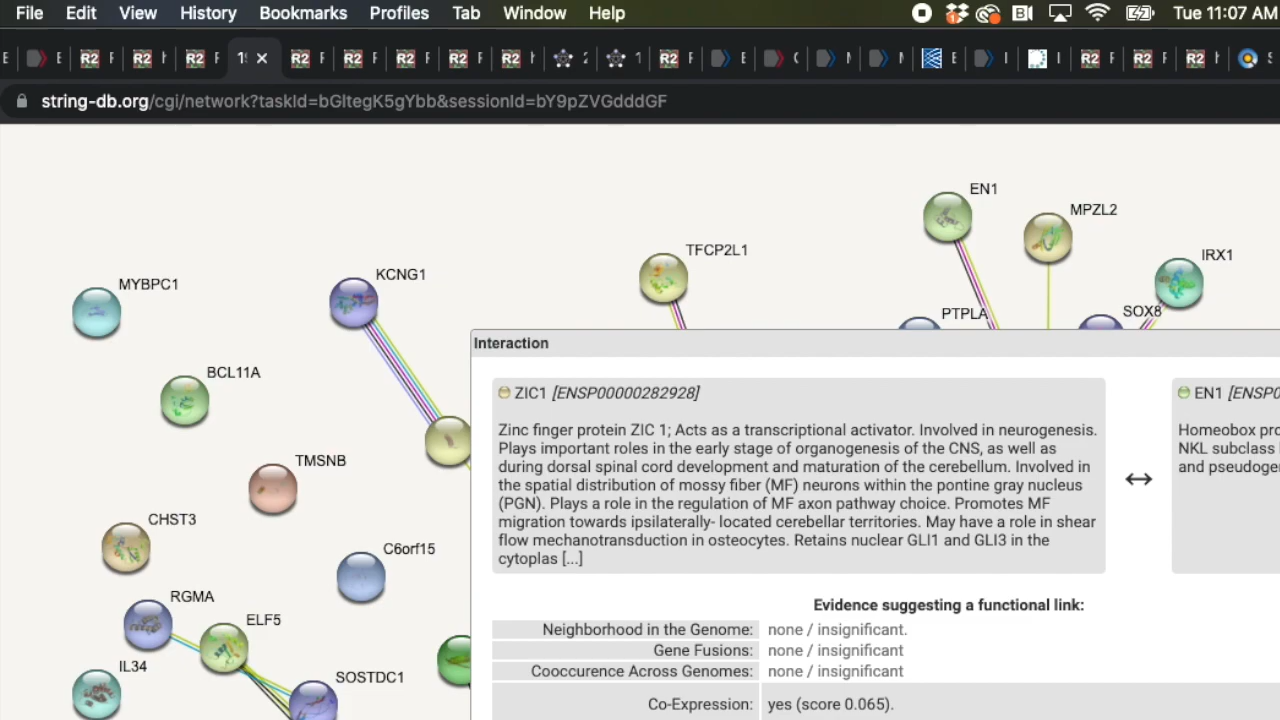 File Edit View History Bookmarks Profiles Tab Window Help
Tue 11:07 AM
string-db.org/cgi/network?taskId=bGltegK5gYbb&sessionId=bY9pZVGdddGF
EN1
MPZL2
TFCP2L1
IRX1
KCNG1
MYBPC1
PTPLA
SOX8
BCL11A
TMSNB
CHST3
C6orf15
RGMA
ELF5
IL34
SOSTDC1
Interaction
ZIC1 [ENSP00000282928]
Zinc finger protein ZIC 1; Acts as a transcriptional activator. Involved in neurogenesis.
Plays important roles in the early stage of organogenesis of the CNS, as well as
during dorsal spinal cord development and maturation of the cerebellum. Involved in
the spatial distribution of mossy fiber (MF) neurons within the pontine gray nucleus
(PGN). Plays a role in the regulation of MF axon pathway choice. Promotes MF
migration towards ipsilaterally- located cerebellar territories. May have a role in shear
flow mechanotransduction in osteocytes. Retains nuclear GLI1 and GLI3 in the
cytoplas [...]
EN1 [ENSP0
Homeobox pro
NKL subclass
and pseudoge
Evidence suggesting a functional link:
Neighborhood in the Genome: none / insignificant.
Gene Fusions: none / insignificant
Cooccurence Across Genomes: none / insignificant
Co-Expression: yes (score 0.065).